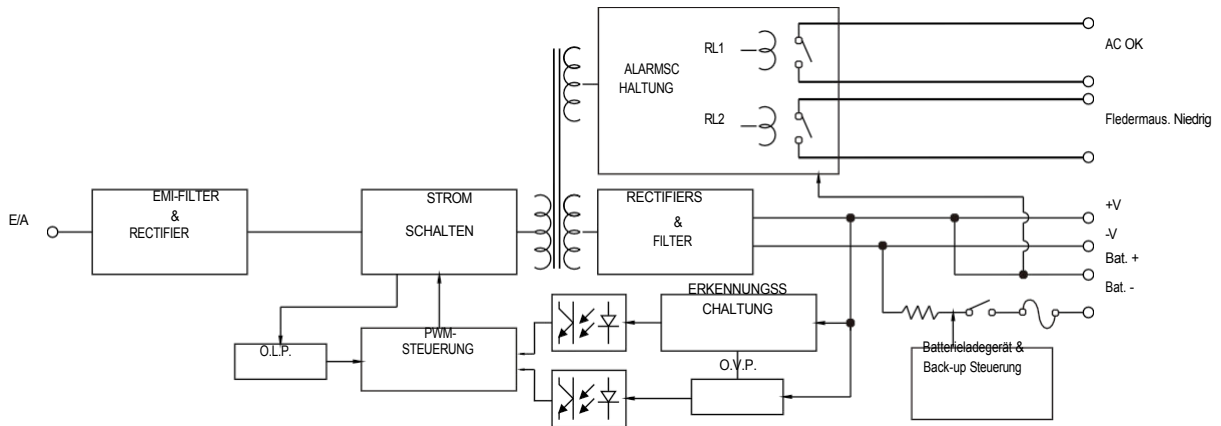 AC OK
RL1
ALARMSC
HALTUNG
RL2
Fledermaus. Niedrig
EMI-FILTER
&
RECTIFIER
E/A
STROM
SCHALTEN
RECTIFIERS
&
FILTER
+V
-V
Bat. +
Bat. -
ERKENNUNGSS
CHALTUNG
PWM-
STEUERUNG
O.L.P.
O.V.P.
Batterieladegerät &
Back-up Steuerung